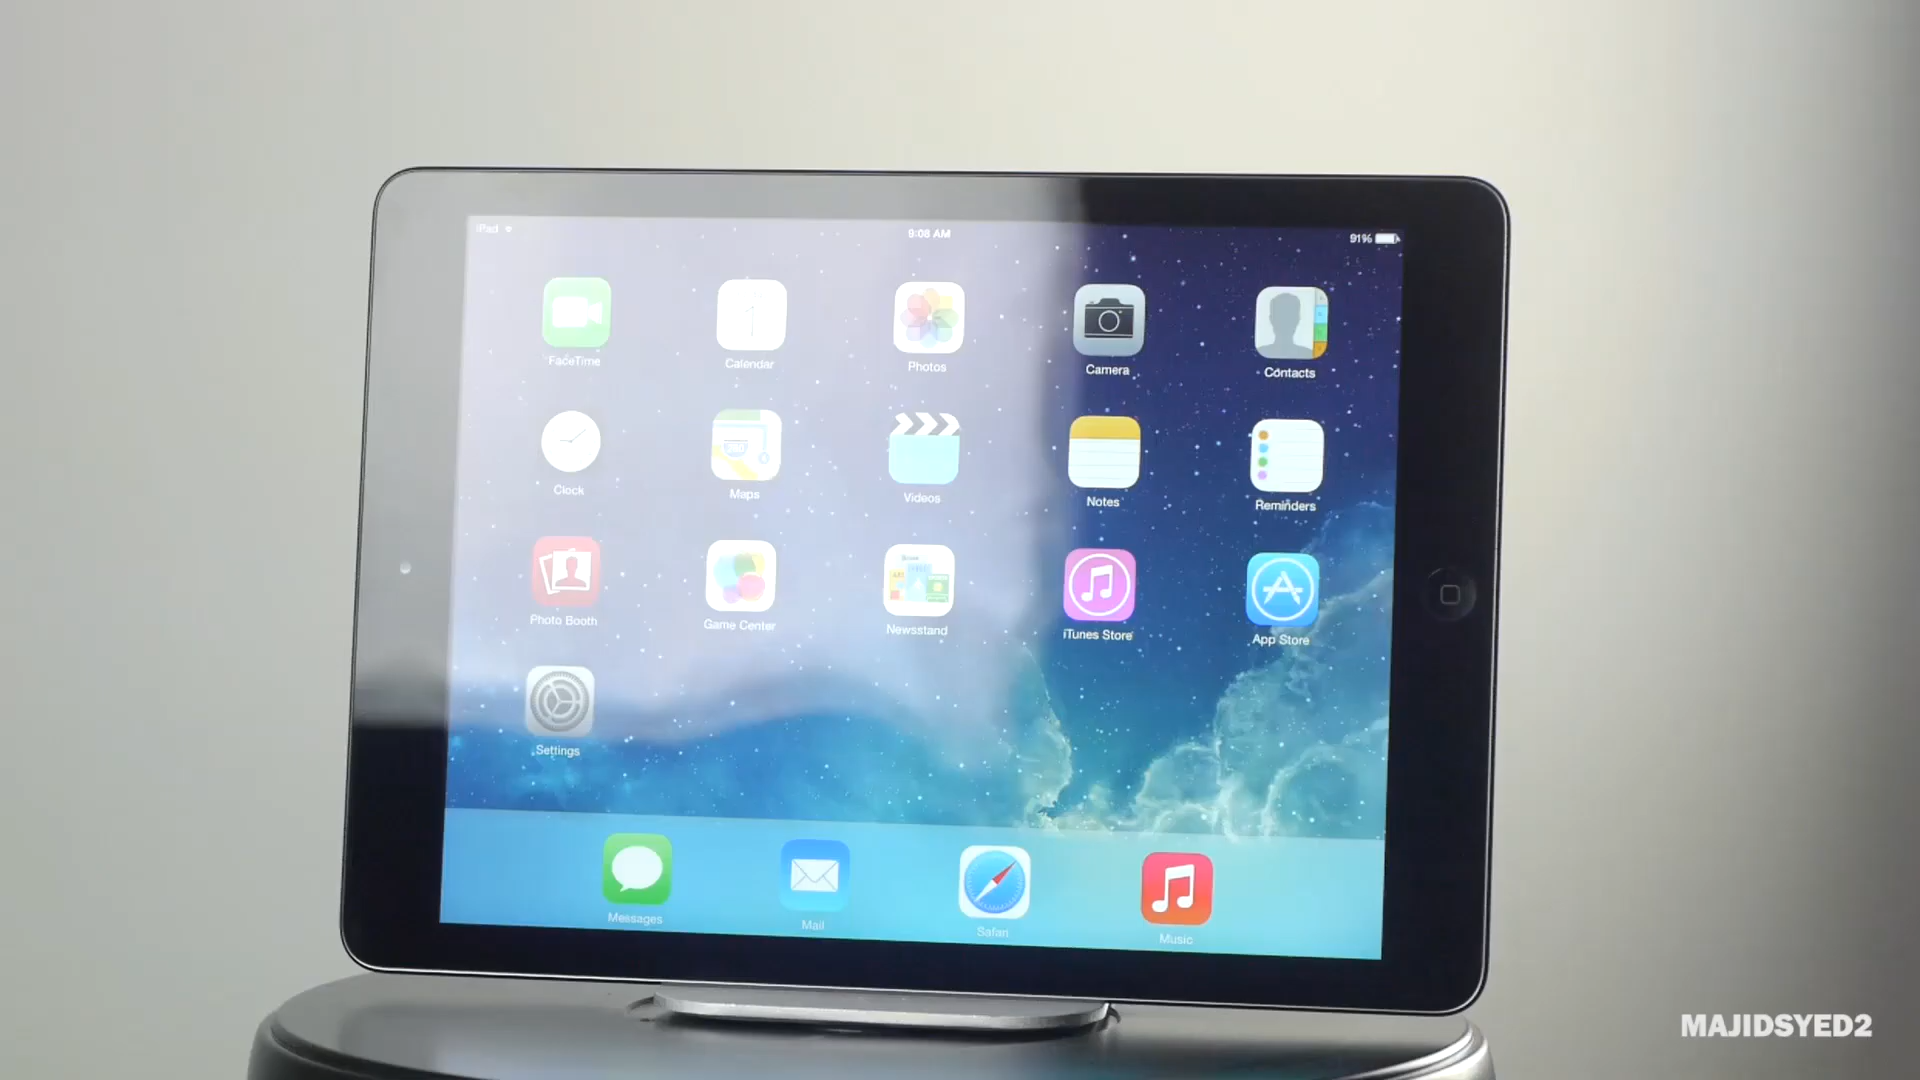 iPad
9:08 AM
91%
FaceTime
Calendar
Photos
Camera
Contacts
Clock
Maps
Videos
Notes
Reminders
Photo Booth
Game Center
Newsstand
iTunes Store
App Store
Settings
Messages
Mail
Safari
Music
MAJIDSYED2